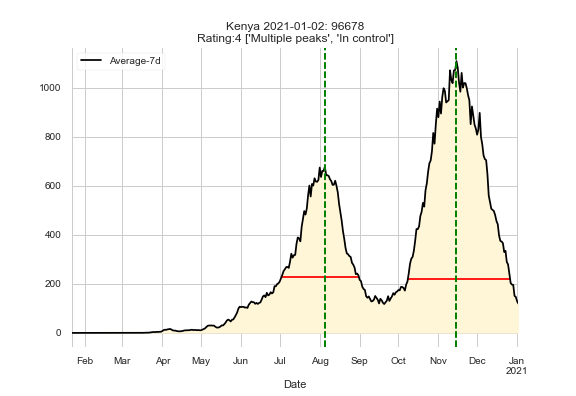 Kenya 2021-01-02: 96678
Rating:4 ['Multiple peaks', 'In control']
Average-7d
1000
800
600
400
200
0
Feb Mar Apr May Jun Jul Aug Sep Oct Nov Dec Jan
2021
Date